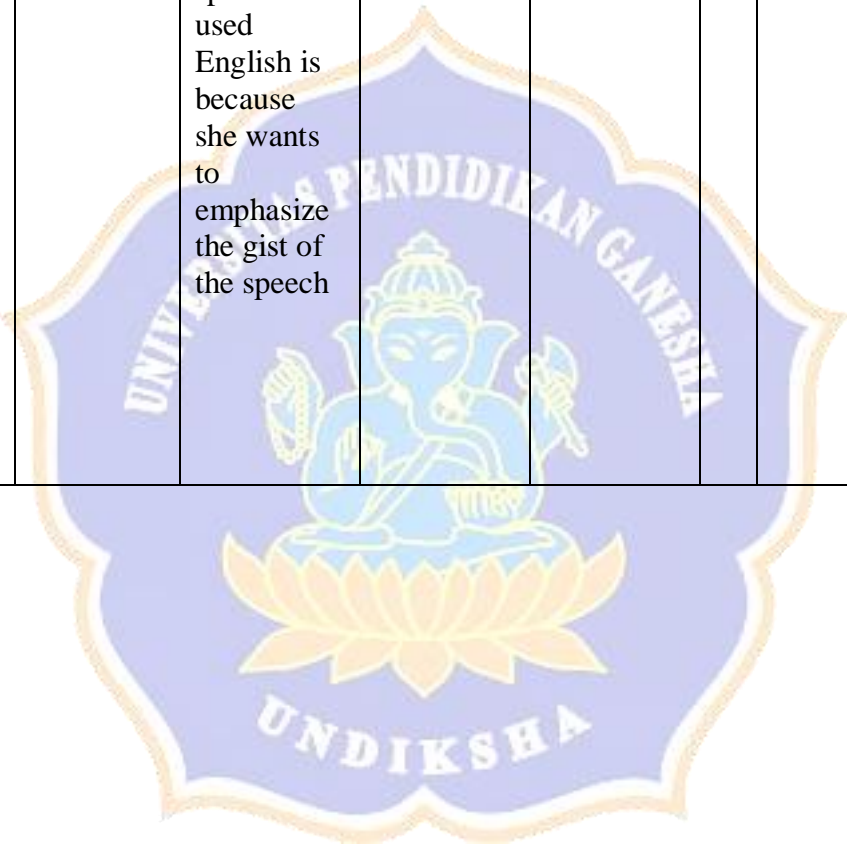 used
English is
because
she wants
to
emphasize
the gist of
the speech
UNIVERSITAS PENDIDIKAN GANESHA
UNDIKSHA